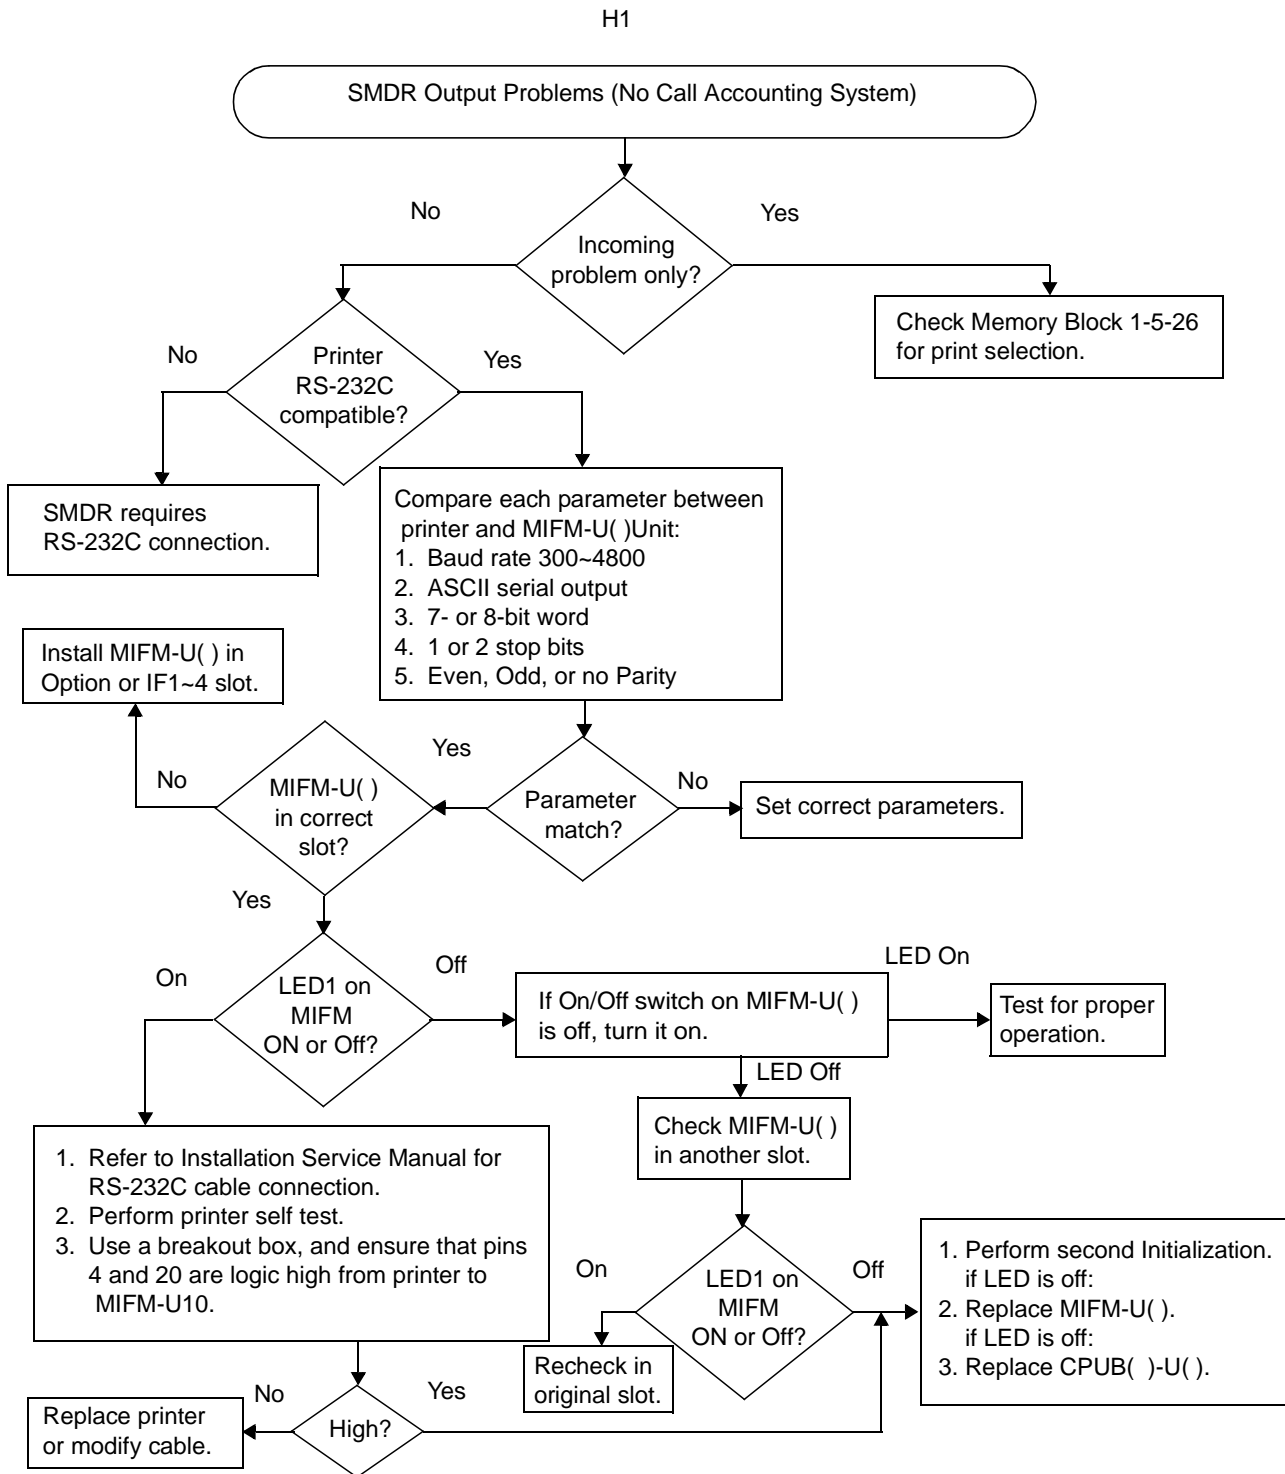 H1
SMDR Output Problems (No Call Accounting System)
No
Yes
Incoming
problem only?
Check Memory Block 1-5-26
for print selection.
No
Printer
RS-232C
compatible?
Yes
SMDR requires
RS-232C connection.
Compare each parameter between
printer and MIFM-U( )Unit:
1. Baud rate 300~4800
2. ASCII serial output
3. 7- or 8-bit word
4. 1 or 2 stop bits
5. Even, Odd, or no Parity
Install MIFM-U( ) in
Option or IF1~4 slot.
No
MIFM-U( )
in correct
slot?
Yes
Parameter
match?
No
Set correct parameters.
Yes
On
LED1 on
MIFM
ON or Off?
Off
If On/Off switch on MIFM-U( )
is off, turn it on.
LED On
Test for proper
operation.
LED Off
Check MIFM-U( )
in another slot.
1. Refer to Installation Service Manual for
RS-232C cable connection.
2. Perform printer self test.
3. Use a breakout box, and ensure that pins
4 and 20 are logic high from printer to
MIFM-U10.
On
LED1 on
MIFM
ON or Off?
Off
1. Perform second Initialization.
if LED is off:
2. Replace MIFM-U( ).
if LED is off:
3. Replace CPUB( )-U( ).
Recheck in
original slot.
No
High?
Yes
Replace printer
or modify cable.